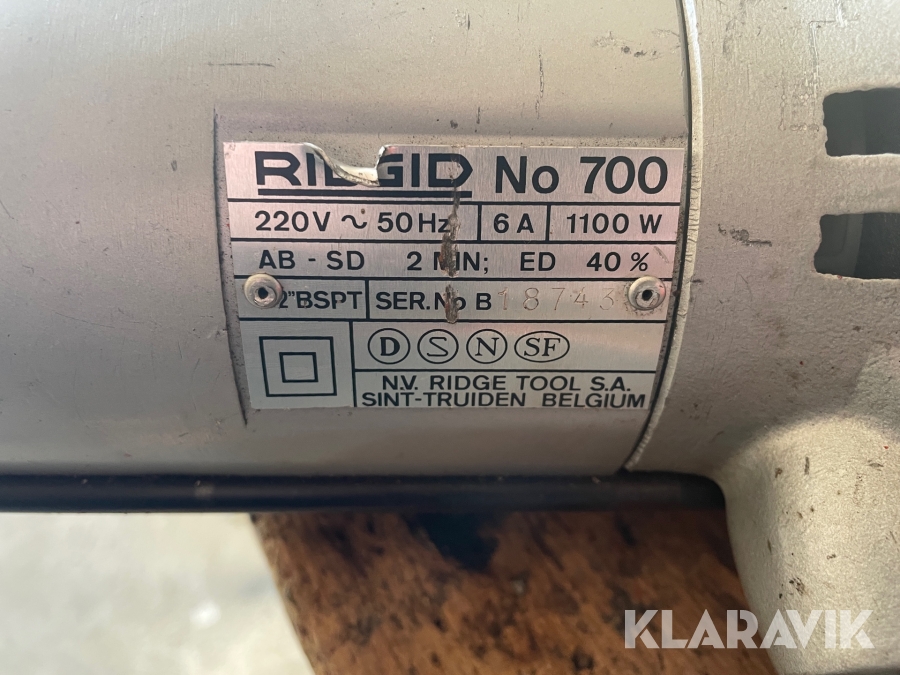 RIDGID No 700
220V ~ 50Hz 6A 1100 W
AB - SD 2 MIN; ED 40 %
2"BSPT SER.No B 18743
D S N SF
N.V. RIDGE TOOL S.A.
SINT-TRUIDEN BELGIUM
KLARAVIK